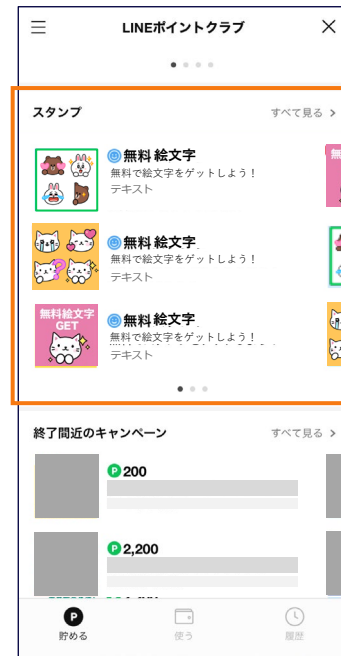 LINEポイントクラブ
スタンプ
すべて見る >
無料 絵文字
無料で絵文字をゲットしよう！
テキスト
無料 絵文字
無料で絵文字をゲットしよう！
テキスト
無料絵文字
GET
無料 絵文字
無料で絵文字をゲットしよう！
テキスト
終了間近のキャンペーン
すべて見る >
P 200
P 2,200
P
貯める
使う
履歴